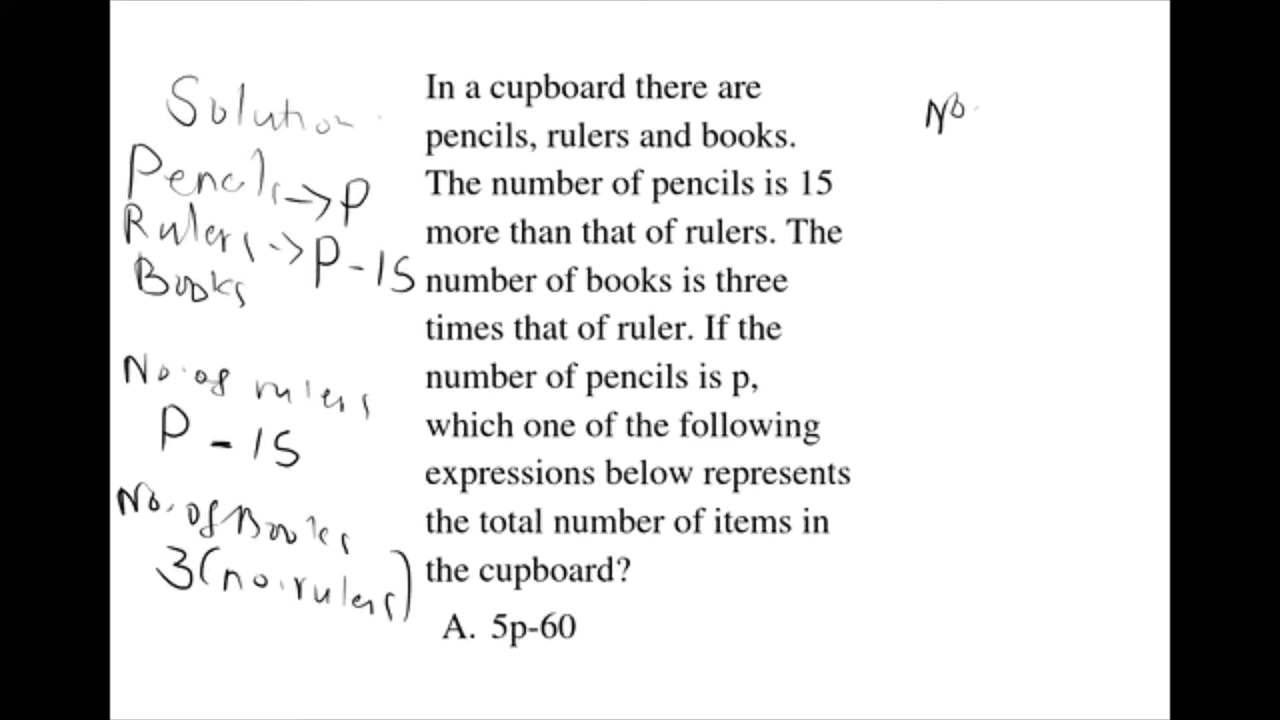 Solution
Pencils -> P
Rulers -> P - 15
Books
No. of rulers
P - 15
No. of Books
3(no. rulers)
In a cupboard there are
pencils, rulers and books.
The number of pencils is 15
more than that of rulers. The
number of books is three
times that of ruler. If the
number of pencils is p,
which one of the following
expressions below represents
the total number of items in
the cupboard?
A. 5p-60
No.